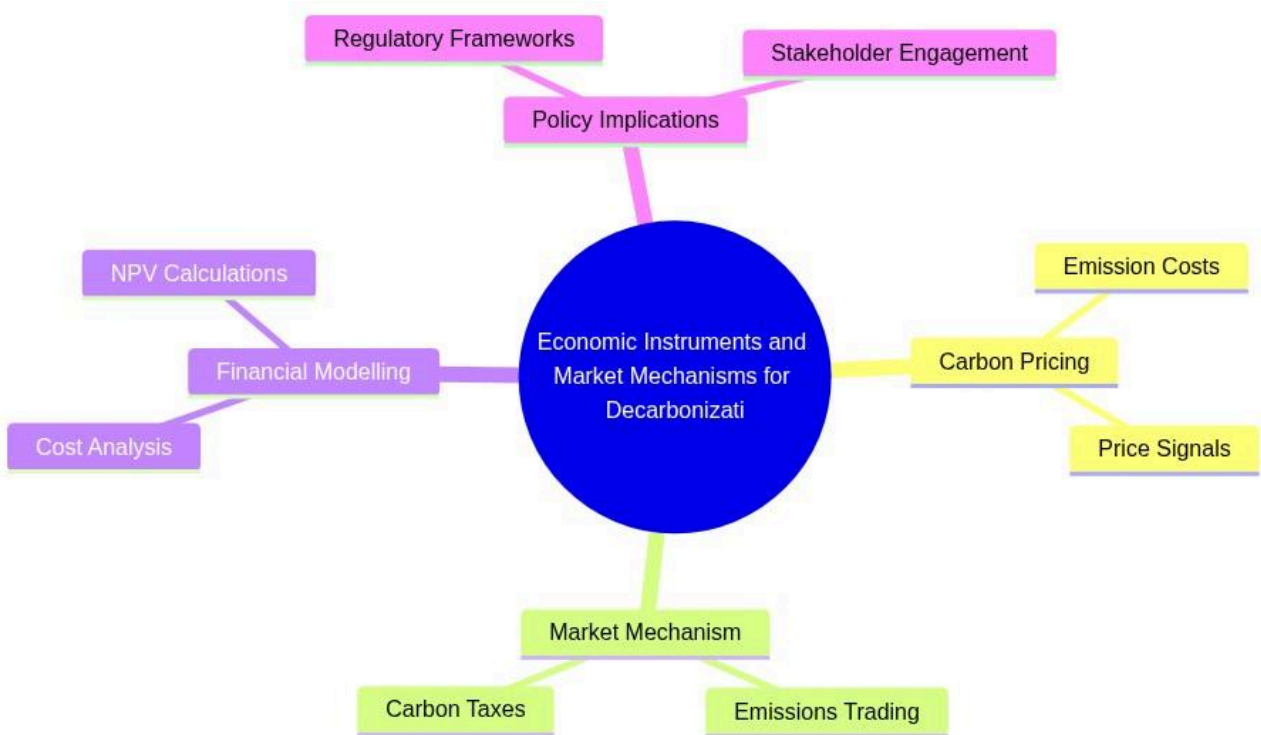 Regulatory Frameworks
Stakeholder Engagement
Policy Implications
NPV Calculations
Financial Modelling
Cost Analysis
Economic Instruments and
Market Mechanisms for
Decarbonizati
Emission Costs
Carbon Pricing
Price Signals
Market Mechanism
Carbon Taxes
Emissions Trading